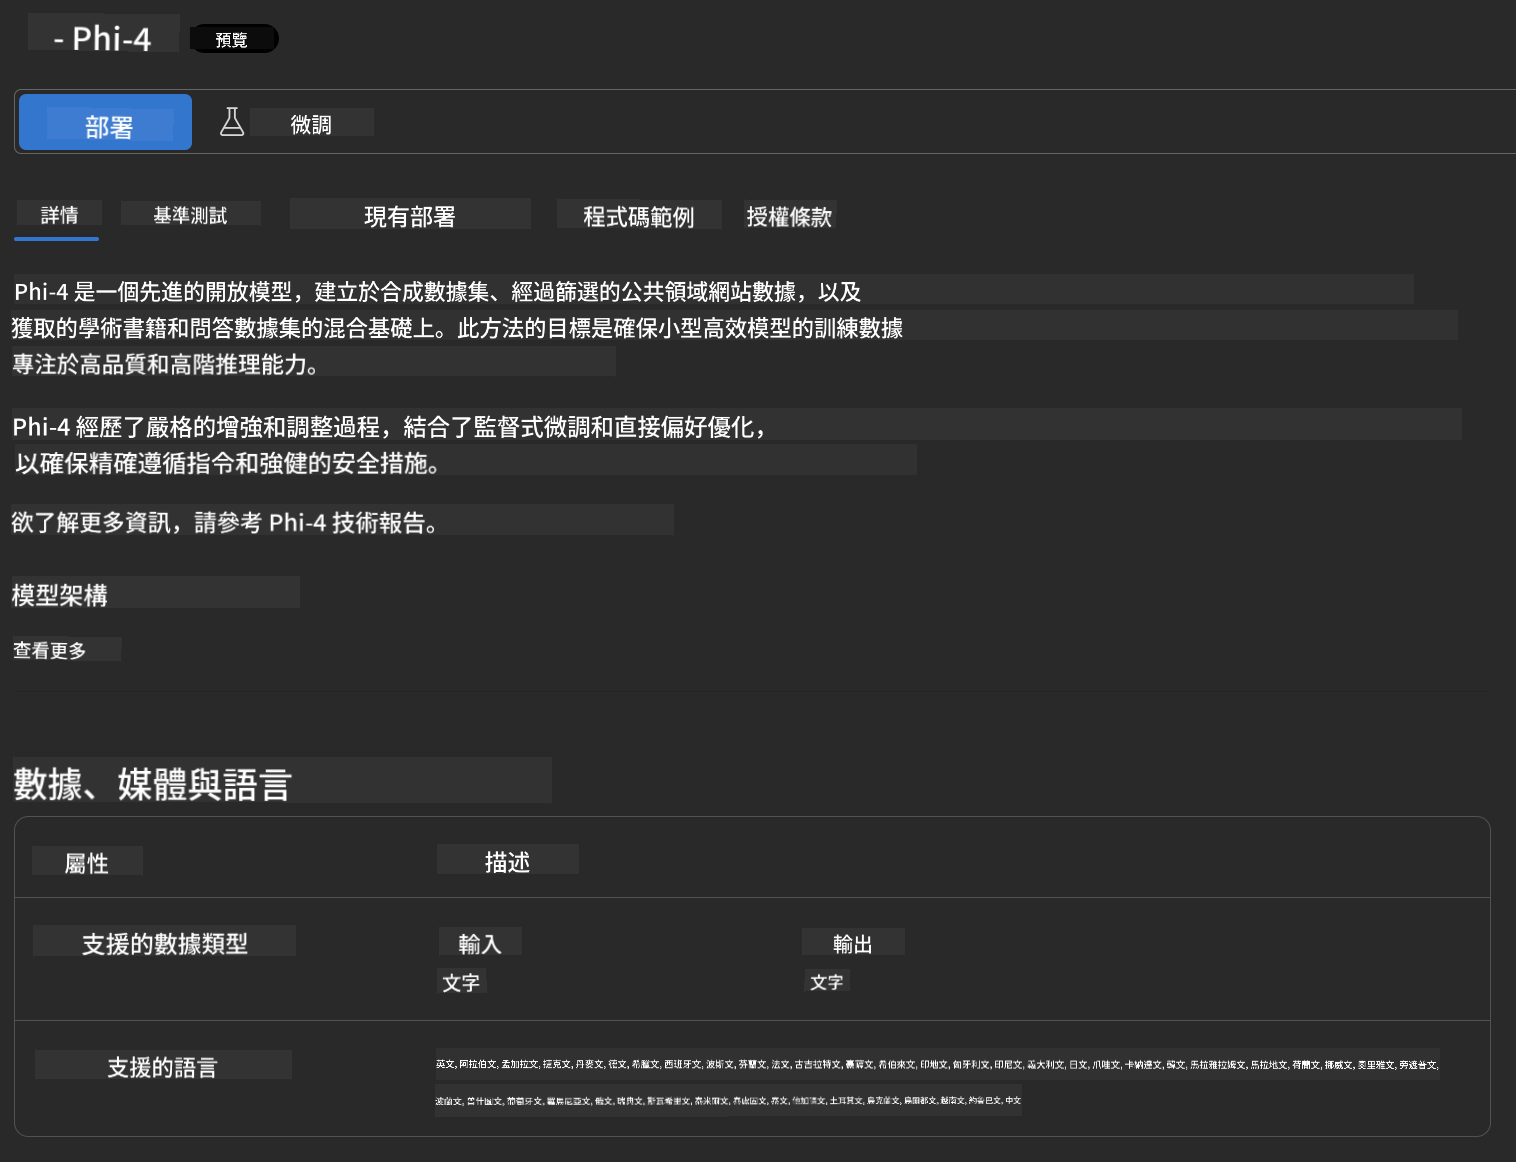 - Phi-4 預覽
部署 微調
詳情 基準測試 現有部署 程式碼範例 授權條款
Phi-4 是一個先進的開放模型，建立於合成數據集、經過篩選的公共領域網站數據，以及
獲取的學術書籍和問答數據集的混合基礎上。此方法的目標是確保小型高效模型的訓練數據
專注於高品質和高階推理能力。
Phi-4 經歷了嚴格的增強和調整過程，結合了監督式微調和直接偏好優化，
以確保精確遵循指令和強健的安全措施。
欲了解更多資訊，請參考 Phi-4 技術報告。
模型架構
查看更多
數據、媒體與語言
屬性 描述
支援的數據類型 輸入 輸出
文字 文字
支援的語言 英文, 阿拉伯文, 孟加拉文, 捷克文, 丹麥文, 德文, 希臘文, 西班牙文, 波斯文, 芬蘭文, 法文, 古吉拉特文, 豪薩文, 希伯來文, 印地文, 匈牙利文, 印尼文, 義大利文, 日文, 爪哇文, 卡納達文, 韓文, 馬拉雅拉姆文, 馬拉地文, 荷蘭文, 挪威文, 奧里雅文, 旁遮普文,
波蘭文, 普什圖文, 葡萄牙文, 羅馬尼亞文, 俄文, 瑞典文, 斯瓦希里文, 泰米爾文, 泰盧固文, 泰文, 他加祿文, 土耳其文, 烏克蘭文, 烏爾都文, 越南文, 約魯巴文, 中文